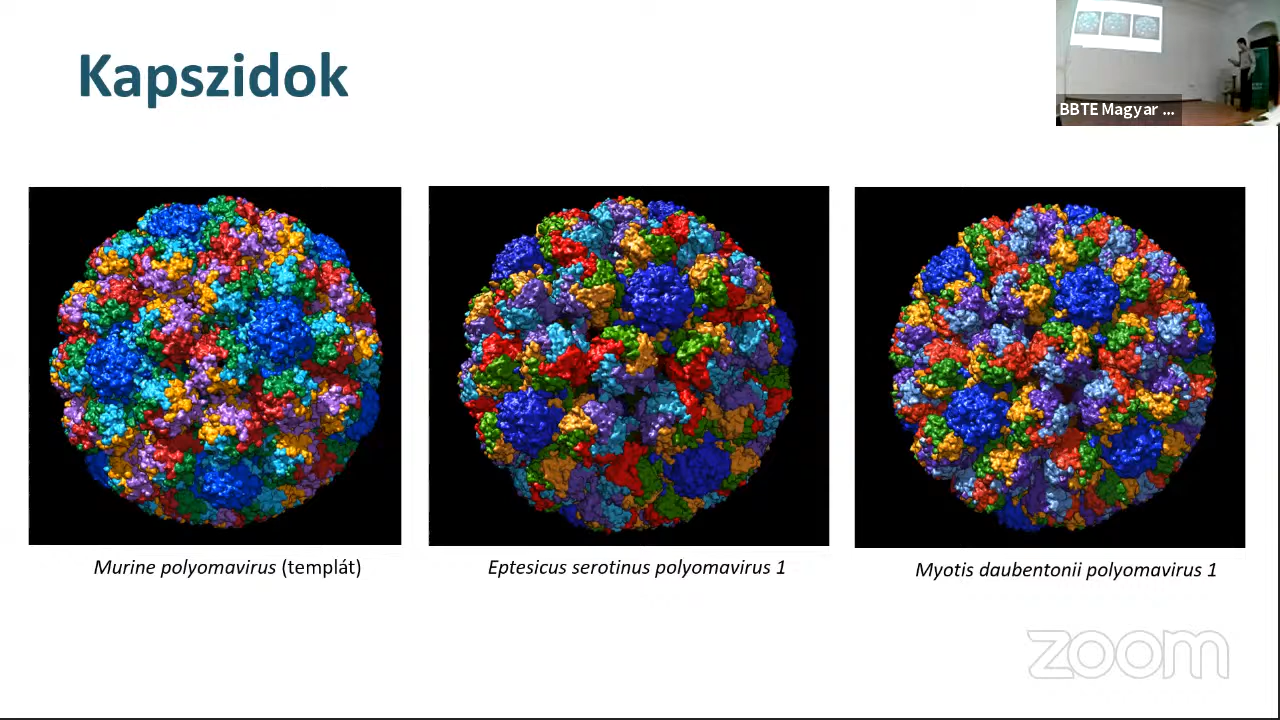 Kapszidok
BBTE Magyar ...
Murine polyomavirus (templát)
Eptesicus serotinus polyomavirus 1
Myotis daubentonii polyomavirus 1
zoom